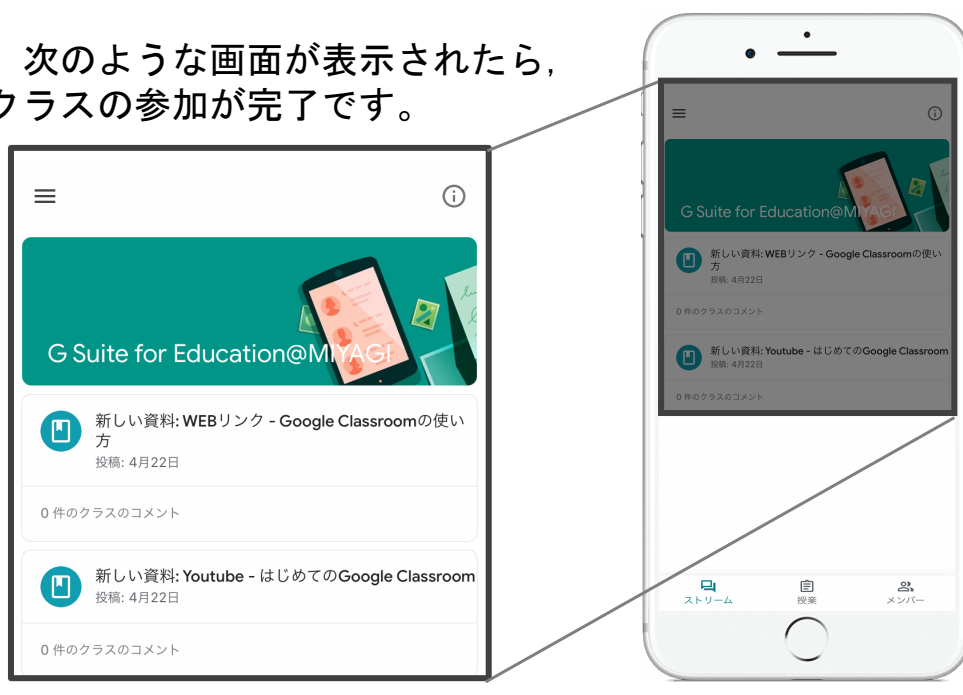 次のような画面が表示されたら,
クラスの参加が完了です。
G Suite for Education@MIYAGI
新しい資料: WEBリンク - Google Classroomの使い
方
投稿: 4月22日
0 件のクラスのコメント
新しい資料: Youtube - はじめてのGoogle Classroom
投稿: 4月22日
0 件のクラスのコメント
G Suite for Education@MIYAGI
新しい資料: WEBリンク - Google Classroomの使い
方
投稿: 4月22日
0 件のクラスのコメント
新しい資料: Youtube - はじめてのGoogle Classroom
投稿: 4月22日
0 件のクラスのコメント
ストリーム 授業 メンバー